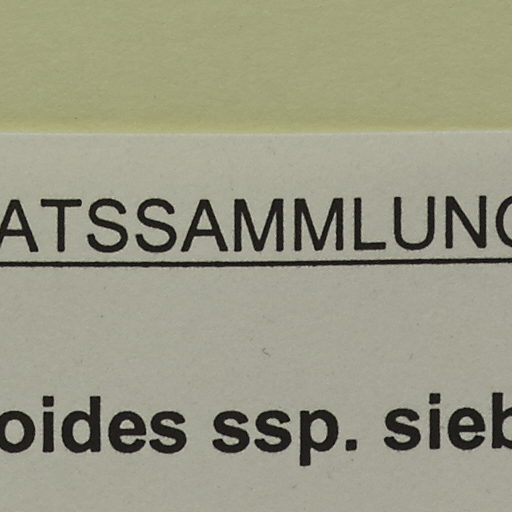 ATSSAMMLUNG
oides ssp. sieb